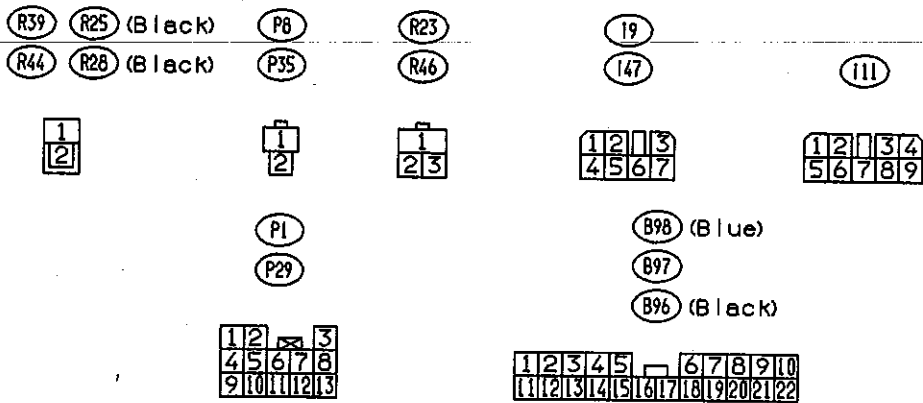 R39 R25 (Black) P8 R23 i9
R44 R28 (Black) P35 R46 i47 i11
1 1 1 1 2 3 1 2 3 4
2 2 2 3 4 5 6 7 5 6 7 8 9
P1 B98 (Blue)
P29 B97
B96 (Black)
1 2 3
4 5 6 7 8 1 2 3 4 5 6 7 8 9 10
9 10 11 12 13 11 12 13 14 15 16 17 18 19 20 21 22